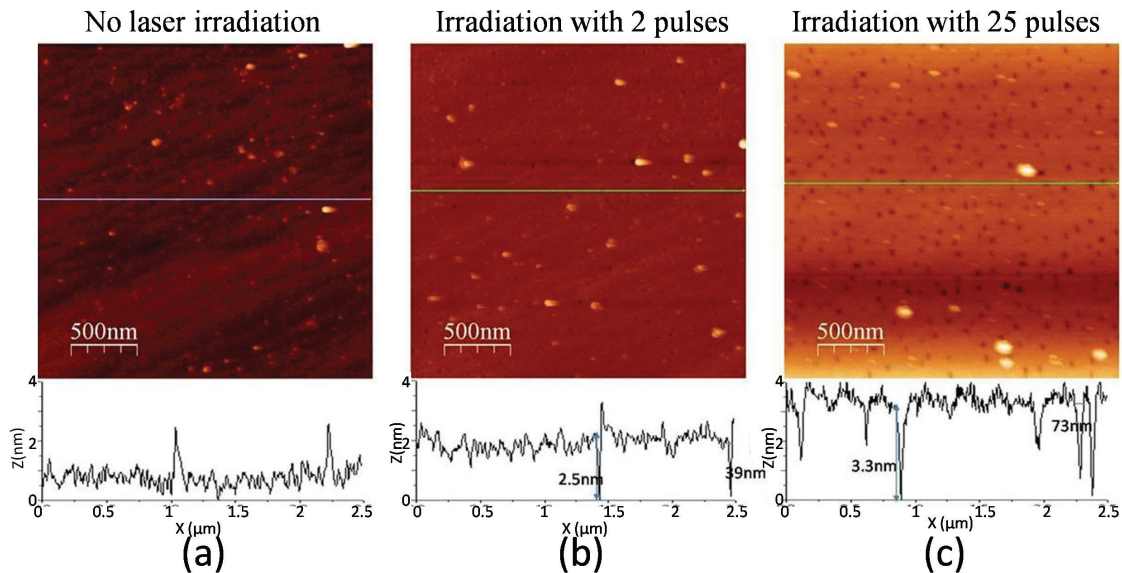 No laser irradiation
Irradiation with 2 pulses
Irradiation with 25 pulses
500nm
500nm
500nm
4
2
0
Z(nm)
0
0.5
1
1.5
2
2.5
X (μm)
(a)
4
2
0
Z(nm)
2.5nm
39nm
0
0.5
1
1.5
2
2.5
X (μm)
(b)
4
2
0
Z(nm)
3.3nm
73nm
0
0.5
1
1.5
2
2.5
X (μm)
(c)